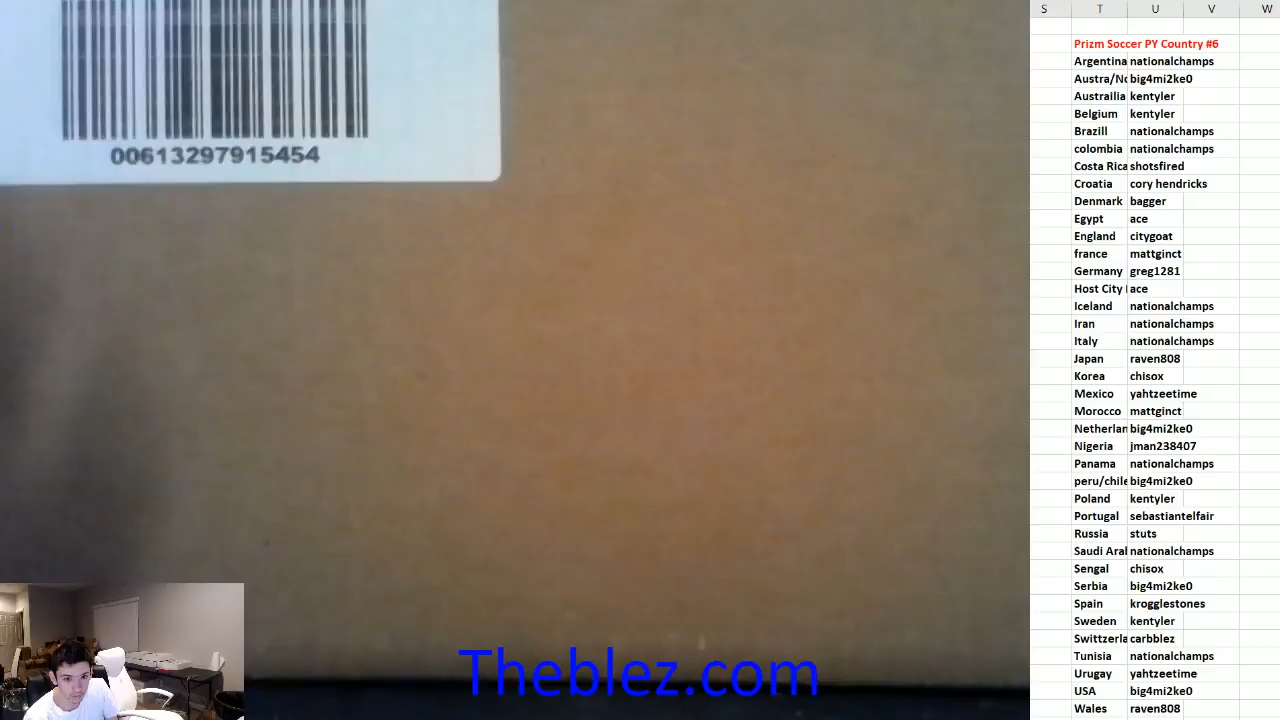 00613297915454
Theblez.com
S T U V W
Prizm Soccer PY Country #6
Argentina nationalchamps
Austra/No big4mi2ke0
Austrailia kentyler
Belgium kentyler
Brazill nationalchamps
colombia nationalchamps
Costa Rica shotsfired
Croatia cory hendricks
Denmark bagger
Egypt ace
England citygoat
france mattginct
Germany greg1281
Host City ace
Iceland nationalchamps
Iran nationalchamps
Italy nationalchamps
Japan raven808
Korea chisox
Mexico yahtzeetime
Morocco mattginct
Netherlan big4mi2ke0
Nigeria jman238407
Panama nationalchamps
peru/chile big4mi2ke0
Poland kentyler
Portugal sebastiantelfair
Russia stuts
Saudi Aral nationalchamps
Sengal chisox
Serbia big4mi2ke0
Spain krogglestones
Sweden kentyler
Swittzerla carbblez
Tunisia nationalchamps
Urugay yahtzeetime
USA big4mi2ke0
Wales raven808